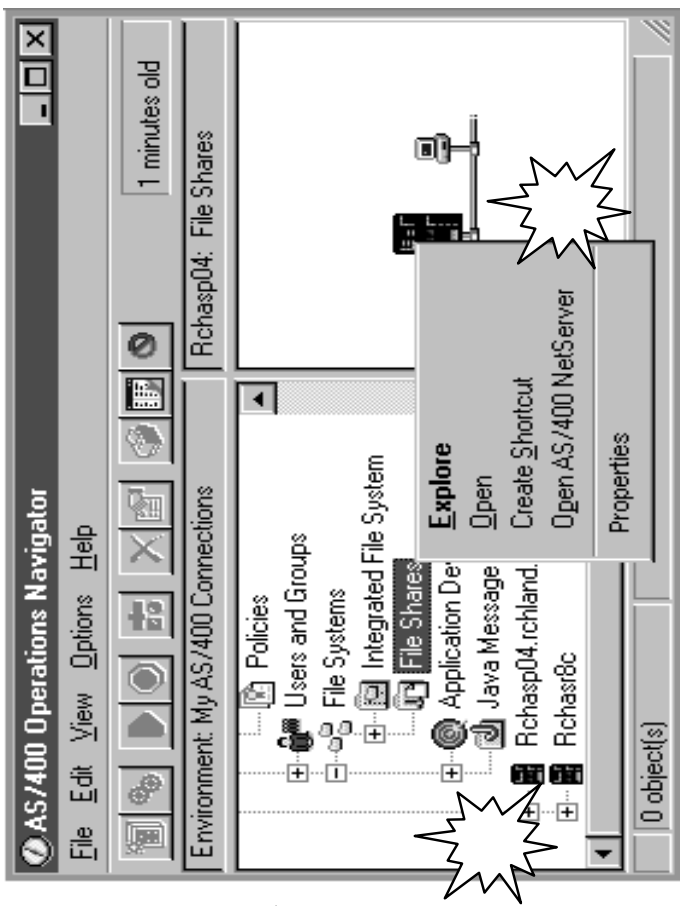 AS/400 Operations Navigator
File Edit View Options Help
1 minutes old
Environment: My AS/400 Connections
Rchasp04: File Shares
Policies
Users and Groups
File Systems
Integrated File System
File Shares
Application Dev
Java Message
Rchasp04.rchland.
Rchasr8c
Explore
Open
Create Shortcut
Open AS/400 NetServer
Properties
0 object(s)